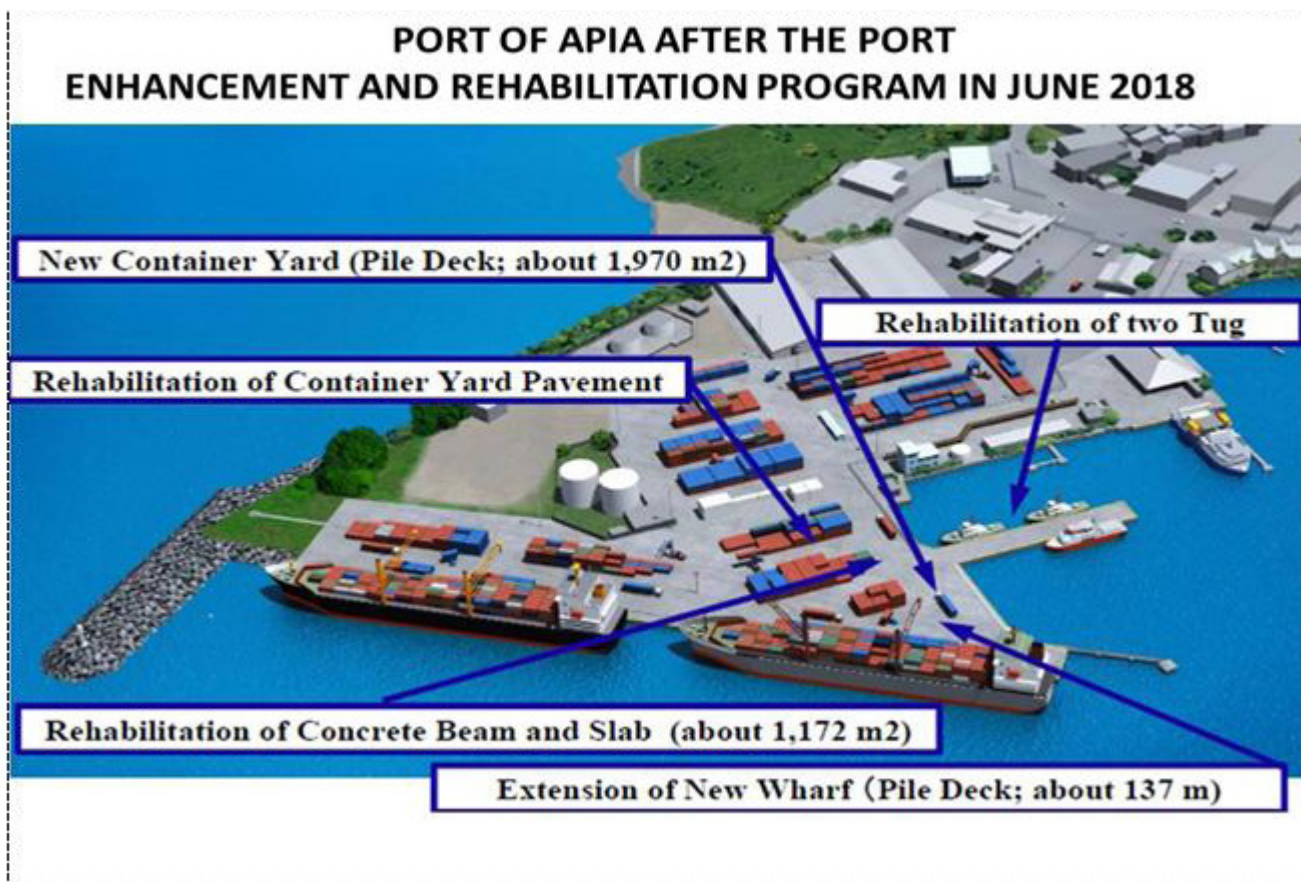 PORT OF APIA AFTER THE PORT
ENHANCEMENT AND REHABILITATION PROGRAM IN JUNE 2018
New Container Yard (Pile Deck; about 1,970 m2)
Rehabilitation of two Tug
Rehabilitation of Container Yard Pavement
Rehabilitation of Concrete Beam and Slab (about 1,172 m2)
Extension of New Wharf (Pile Deck; about 137 m)